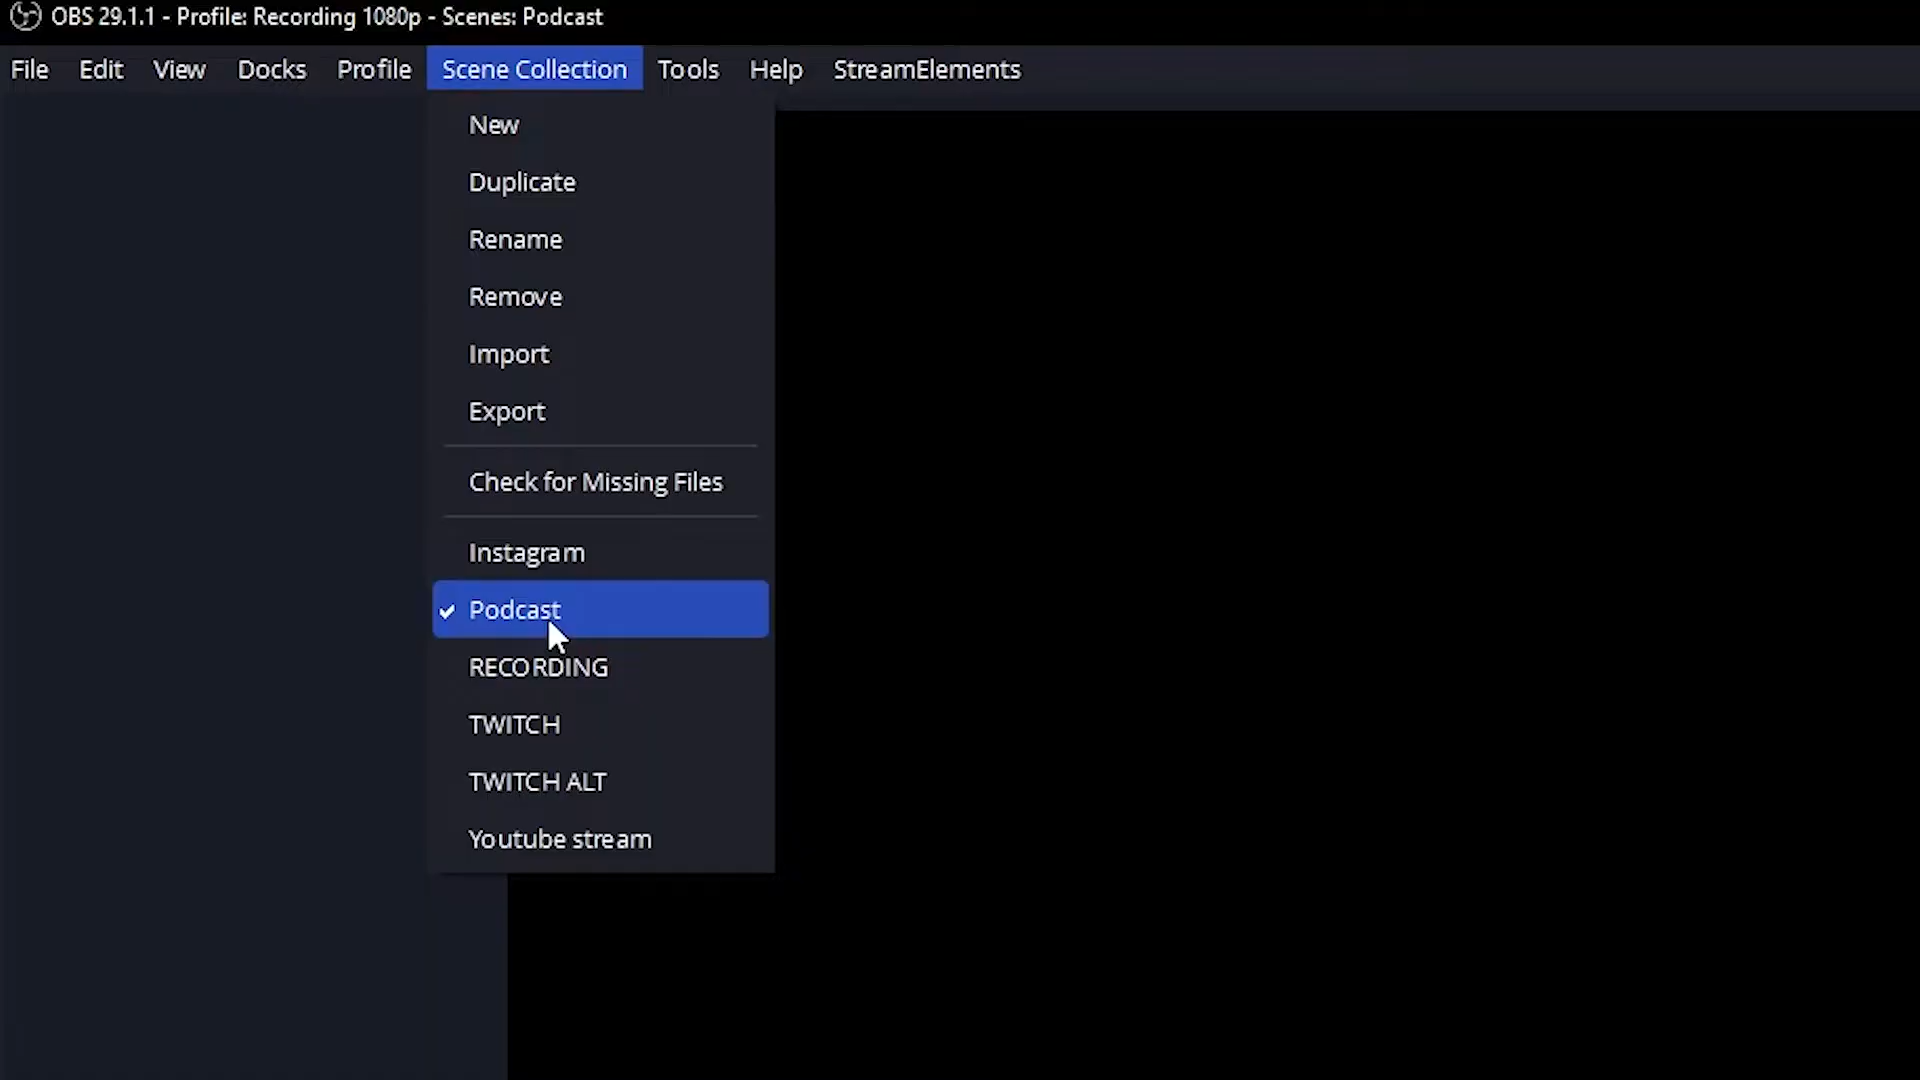 OBS 29.1.1 - Profile: Recording 1080p - Scenes: Podcast
File Edit View Docks Profile Scene Collection Tools Help StreamElements
New
Duplicate
Rename
Remove
Import
Export
Check for Missing Files
Instagram
Podcast
RECORDING
TWITCH
TWITCH ALT
Youtube stream